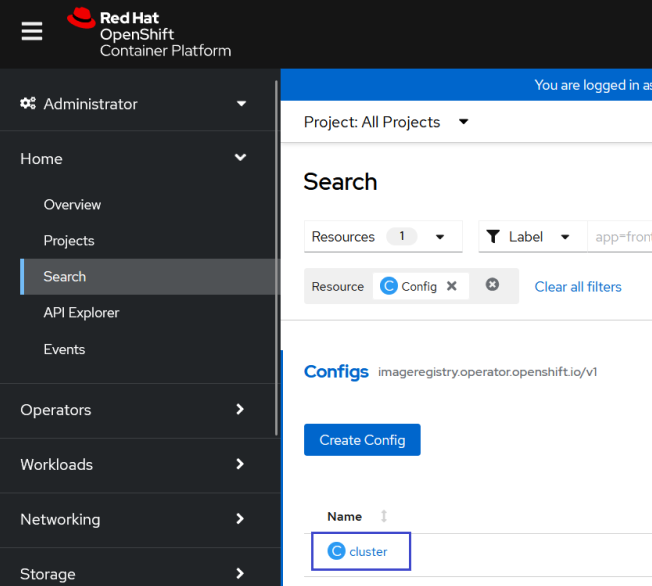 Red Hat
OpenShift
Container Platform
Administrator
Home
Overview
Projects
Search
API Explorer
Events
Operators
Workloads
Networking
Storage
You are logged in as
Project: All Projects
Search
Resources 1
Label
app=fron
Resource C Config
Clear all filters
Configs imageregistry.operator.openshift.io/v1
Create Config
Name
C cluster